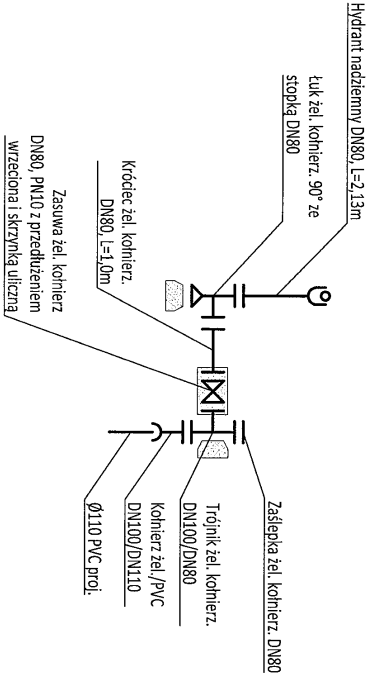 Hydrant nadziemny DN80, L=2,13m
Łuk żel. kołnierz. 90° ze
stopką DN80
Króciec żel. kołnierz.
DN80, L=1,0m
Zasuwa żel. kołnierz
DN80, PN10 z przedłużeniem
wrzeciona i skrzynką uliczną
Zaślepka żel. kołnierz. DN80
Trójnik żel. kołnierz.
DN100/DN80
Kołnierz żel./PVC
DN100/DN110
Ø110 PVC proj.